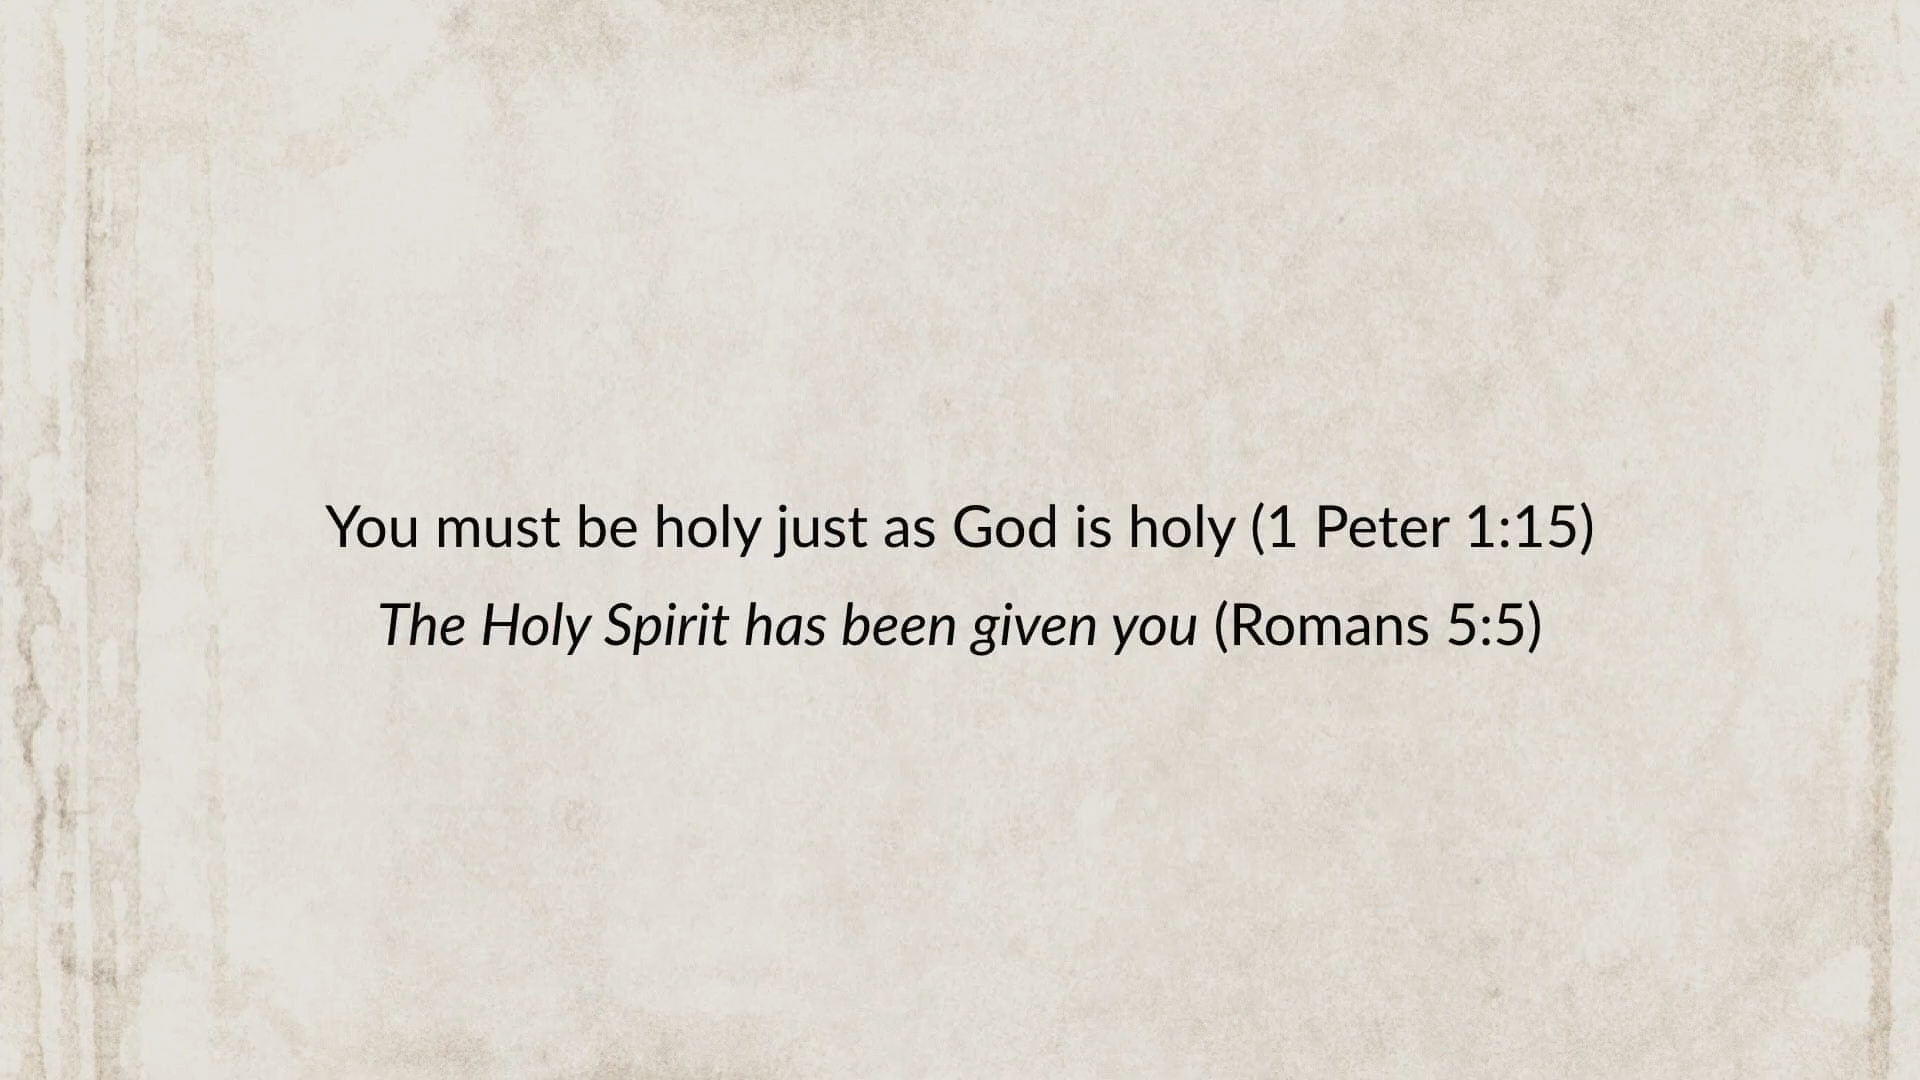 You must be holy just as God is holy (1 Peter 1:15)
The Holy Spirit has been given you (Romans 5:5)